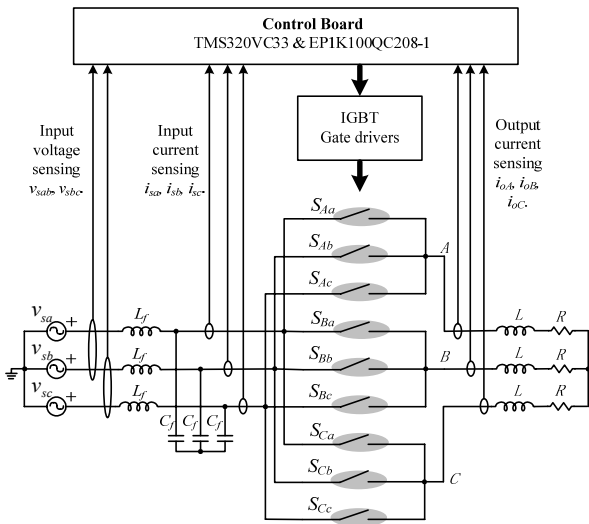 Control Board
TMS320VC33 & EP1K100QC208-1
Input
voltage
sensing
vsab, vsbc.
Input
current
sensing
isa, isb, isc.
IGBT
Gate drivers
Output
current
sensing
ioA, ioB,
ioC.
SAa
SAb
A
SAc
vsa
+
Lf
SBa
L
R
vsb
+
Lf
SBb
B
L
R
vsc
+
Lf
SBc
L
R
Cf
Cf
Cf
SCa
SCb
C
SCc